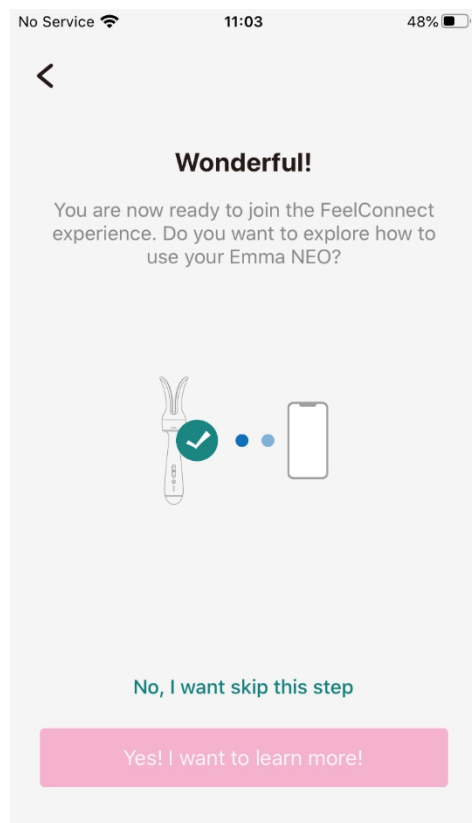 No Service 11:03 48%
Wonderful!
You are now ready to join the FeelConnect
experience. Do you want to explore how to
use your Emma NEO?
No, I want skip this step
Yes! I want to learn more!